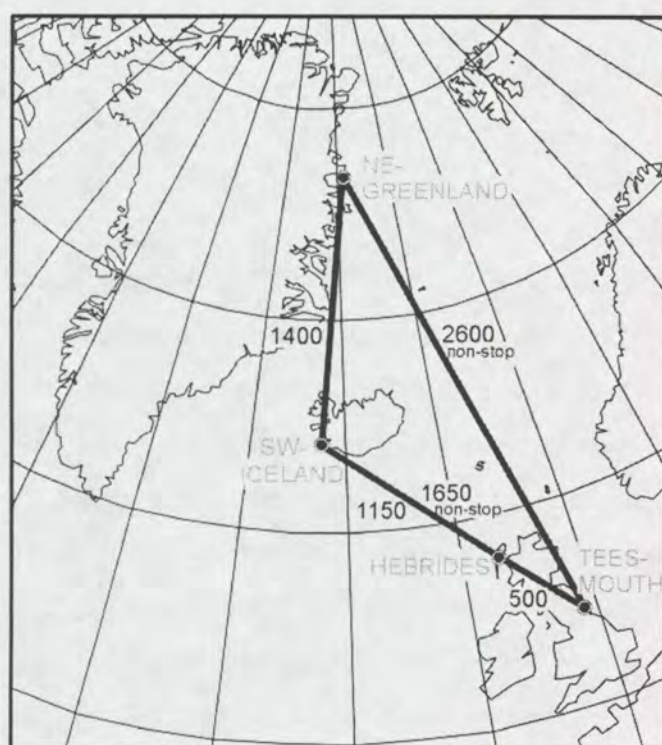 NE-
GREENLAND
1400
2600
non-stop
SW-
ICELAND
1650
non-stop
1150
HEBRIDES
TEES-
MOUTH
500